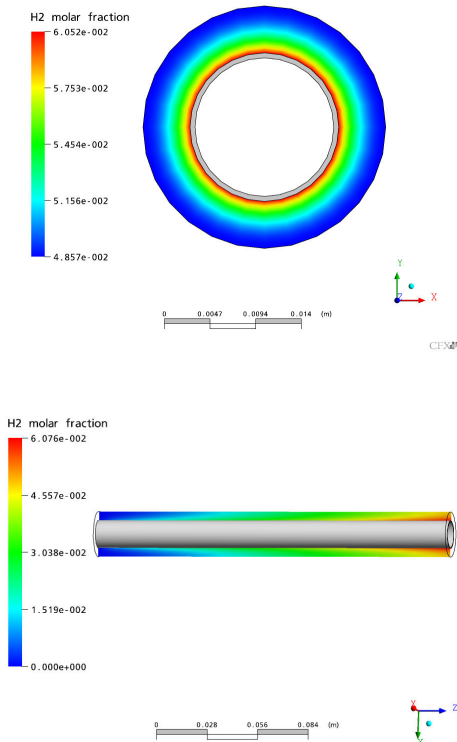 H2 molar fraction
6.052e-002
5.753e-002
5.454e-002
5.156e-002
4.857e-002
Y
Z X
0 0.0047 0.0094 0.014 (m)
CFX
H2 molar fraction
6.076e-002
4.557e-002
3.038e-002
1.519e-002
0.000e+000
X Z
0 0.028 0.056 0.084 (m)
Y